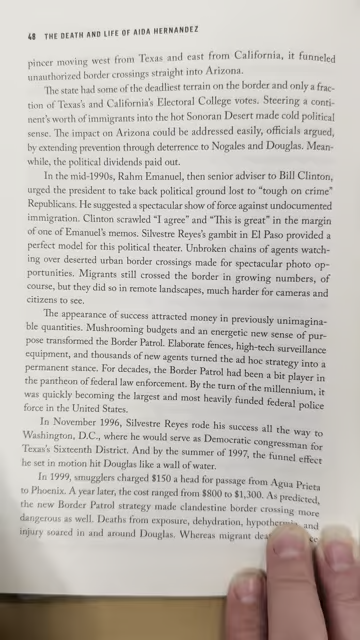 48 THE DEATH AND LIFE OF AIDA HERNANDEZ
pincer moving west from Texas and east from California, it funneled
unauthorized border crossings straight into Arizona.
The state had some of the deadliest terrain on the border and only a frac-
tion of Texas's and California's Electoral College votes. Steering a conti-
nent's worth of immigrants into the hot Sonoran Desert made cold political
sense. The impact on Arizona could be addressed easily, officials argued,
by extending prevention through deterrence to Nogales and Douglas. Mean-
while, the political dividends paid out.
In the mid-1990s, Rahm Emanuel, then senior adviser to Bill Clinton,
urged the president to take back political ground lost to "tough on crime"
Republicans. He suggested a spectacular show of force against undocumented
immigration. Clinton scrawled "I agree" and "This is great" in the margin
of one of Emanuel's memos. Silvestre Reyes's gambit in El Paso provided a
perfect model for this political theater. Unbroken chains of agents watch-
ing over deserted urban border crossings made for spectacular photo op-
portunities. Migrants still crossed the border in growing numbers, of
course, but they did so in remote landscapes, much harder for cameras and
citizens to see.
The appearance of success attracted money in previously unimagina-
ble quantities. Mushrooming budgets and an energetic new sense of pur-
pose transformed the Border Patrol. Elaborate fences, high-tech surveillance
equipment, and thousands of new agents turned the ad hoc strategy into a
permanent stance. For decades, the Border Patrol had been a bit player in
the pantheon of federal law enforcement. By the turn of the millennium, it
was quickly becoming the largest and most heavily funded federal police
force in the United States.
In November 1996, Silvestre Reyes rode his success all the way to
Washington, D.C., where he would serve as Democratic congressman for
Texas's Sixteenth District. And by the summer of 1997, the funnel effect
he set in motion hit Douglas like a wall of water.
In 1999, smugglers charged $150 a head for passage from Agua Prieta
to Phoenix. A year later, the cost ranged from $800 to $1,300. As predicted,
the new Border Patrol strategy made clandestine border crossing more
dangerous as well. Deaths from exposure, dehydration, hypothermia, and
injury soared in and around Douglas. Whereas migrant